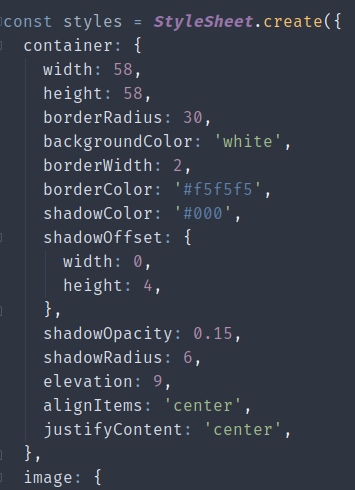 const styles = StyleSheet.create({
  container: {
    width: 58,
    height: 58,
    borderRadius: 30,
    backgroundColor: 'white',
    borderWidth: 2,
    borderColor: '#f5f5f5',
    shadowColor: '#000',
    shadowOffset: {
      width: 0,
      height: 4,
    },
    shadowOpacity: 0.15,
    shadowRadius: 6,
    elevation: 9,
    alignItems: 'center',
    justifyContent: 'center',
  },
  image: {